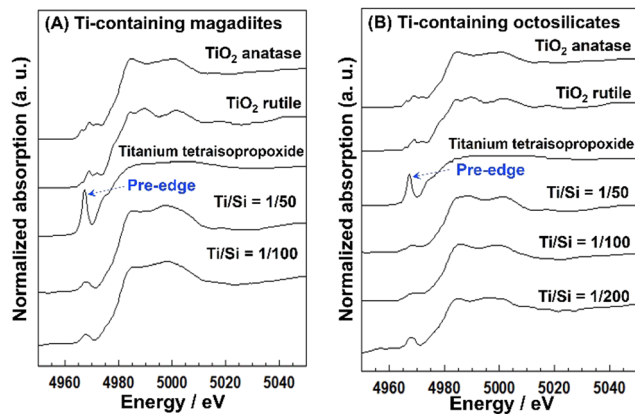 (A) Ti-containing magadiites
TiO2 anatase
TiO2 rutile
Titanium tetraisopropoxide
Pre-edge
Ti/Si = 1/50
Ti/Si = 1/100
Normalized absorption (a. u.)
4960 4980 5000 5020 5040
Energy / eV
(B) Ti-containing octosilicates
TiO2 anatase
TiO2 rutile
Titanium tetraisopropoxide
Pre-edge
Ti/Si = 1/50
Ti/Si = 1/100
Ti/Si = 1/200
Normalized absorption (a. u.)
4960 4980 5000 5020 5040
Energy / eV